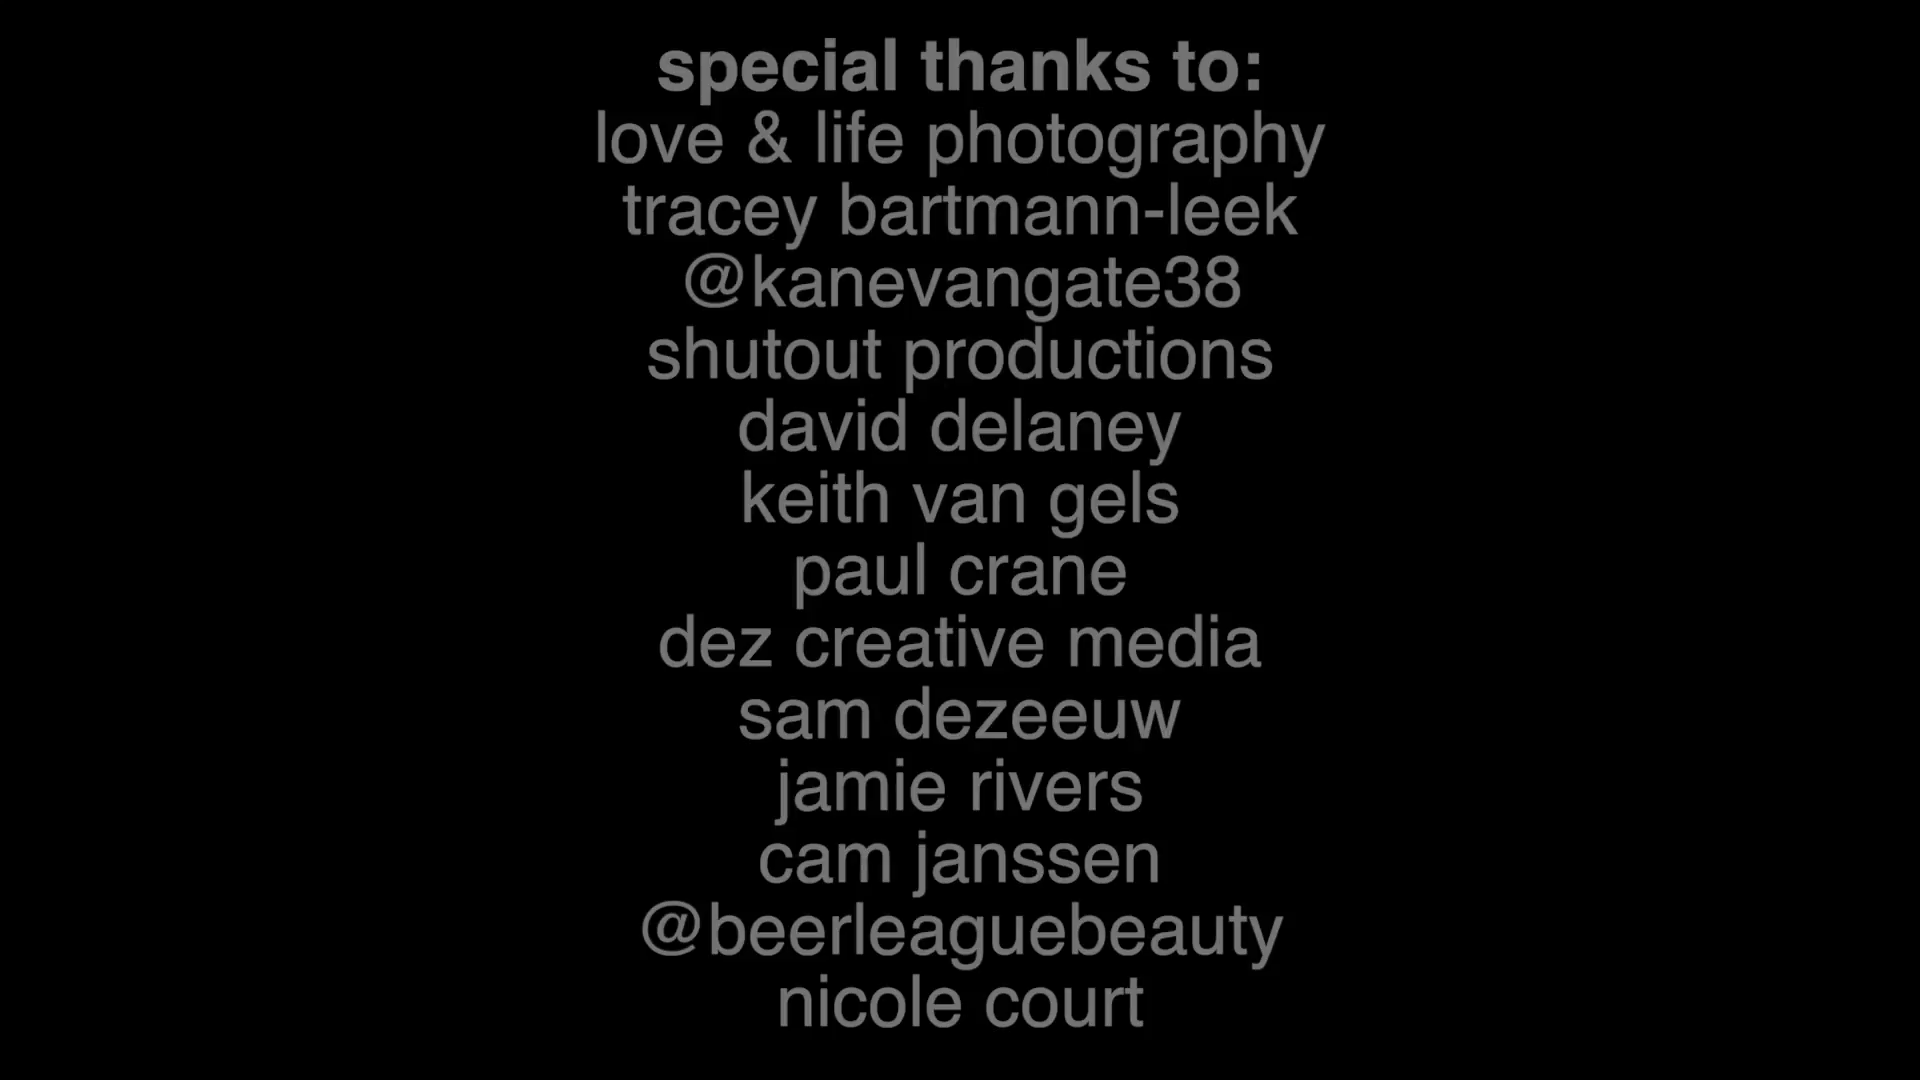 special thanks to:
love & life photography
tracey bartmann-leek
@kanevangate38
shutout productions
david delaney
keith van gels
paul crane
dez creative media
sam dezeeuw
jamie rivers
cam janssen
@beerleaguebeauty
nicole court